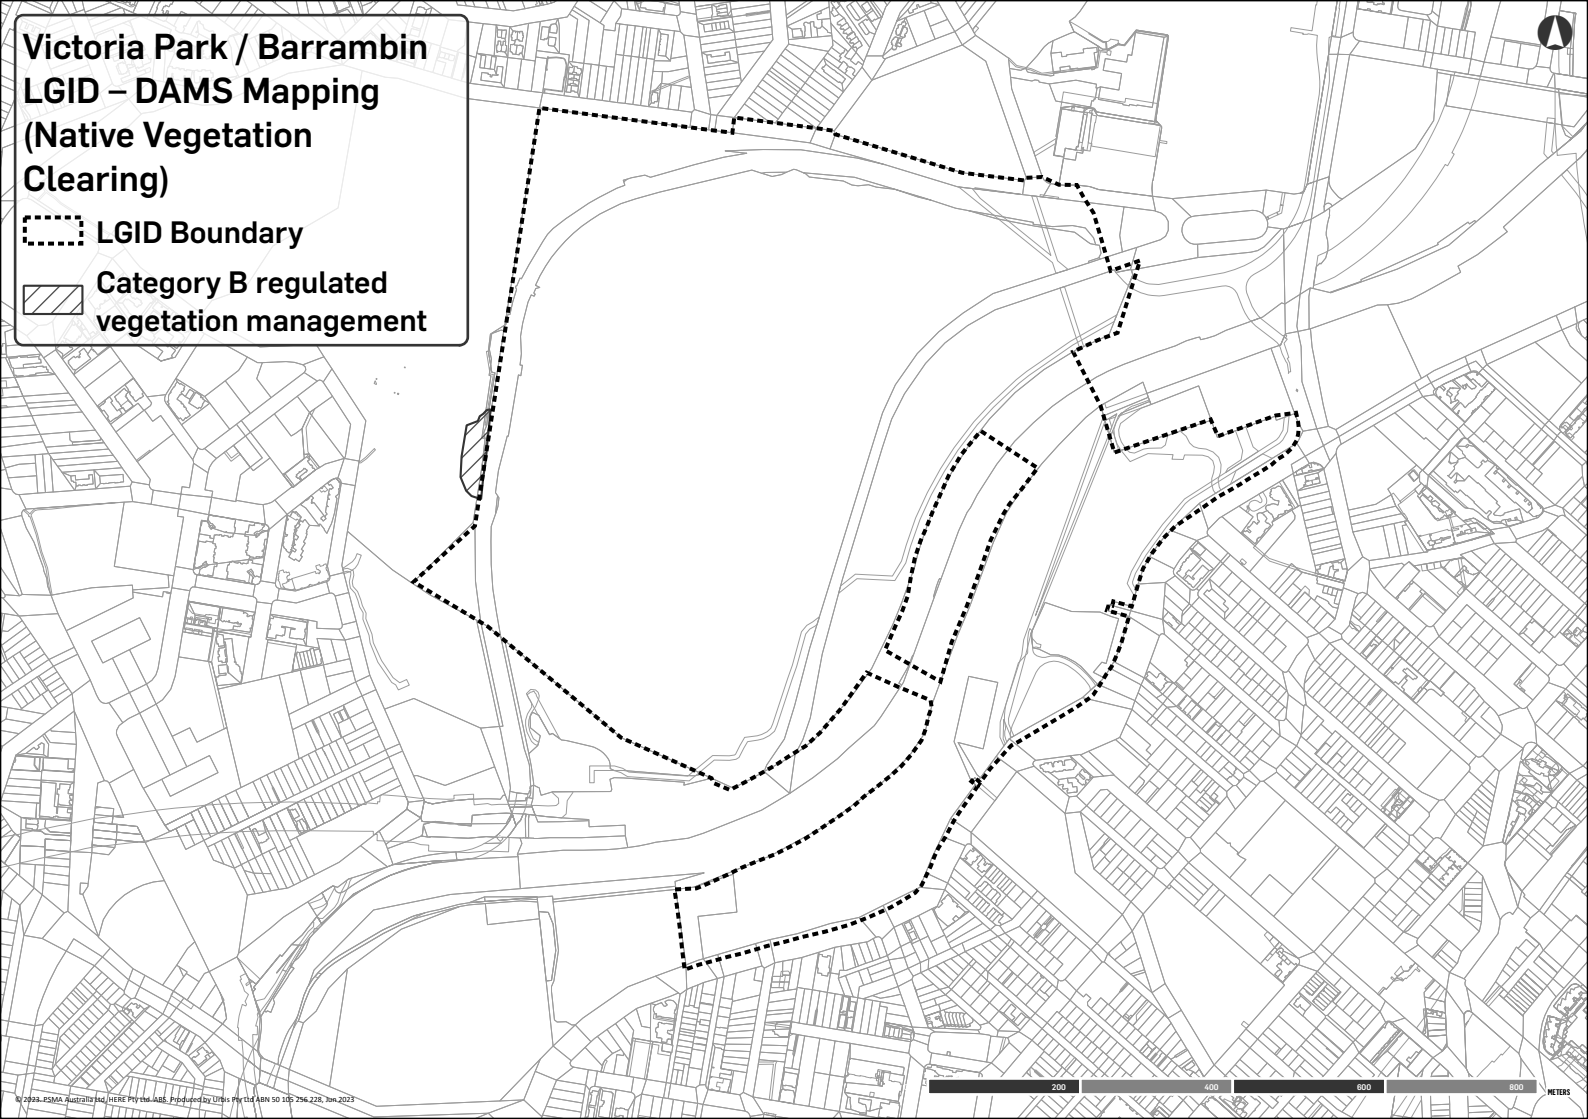 Victoria Park / Barrambin
LGID – DAMS Mapping
(Native Vegetation
Clearing)
LGID Boundary
Category B regulated
vegetation management
200 400 600 800
METERS
© 2023. PSMA Australia Ltd, HERE Pty Ltd. ABS. Produced by Urbis Pty Ltd ABN 50 105 256 228, Jun 2023